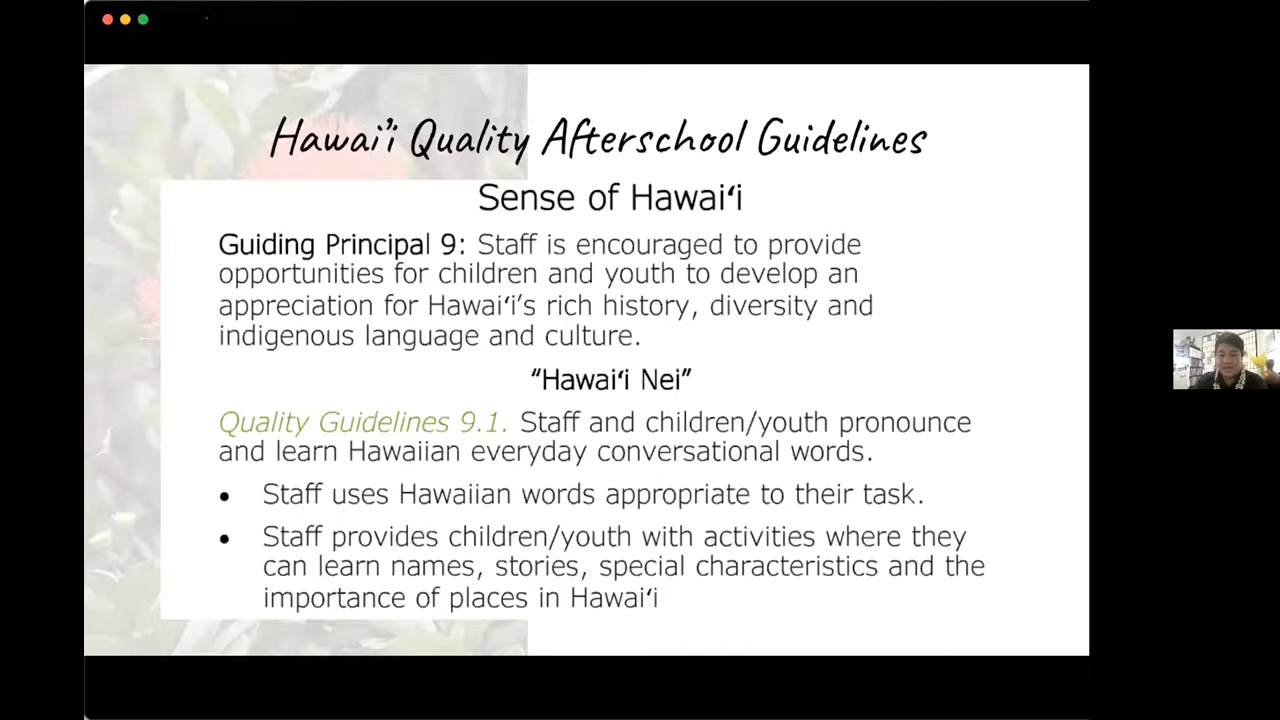 Hawai’i Quality Afterschool Guidelines
Sense of Hawaiʻi
Guiding Principal 9: Staff is encouraged to provide
opportunities for children and youth to develop an
appreciation for Hawaiʻi’s rich history, diversity and
indigenous language and culture.
“Hawaiʻi Nei”
Quality Guidelines 9.1. Staff and children/youth pronounce
and learn Hawaiian everyday conversational words.
• Staff uses Hawaiian words appropriate to their task.
• Staff provides children/youth with activities where they
can learn names, stories, special characteristics and the
importance of places in Hawaiʻi